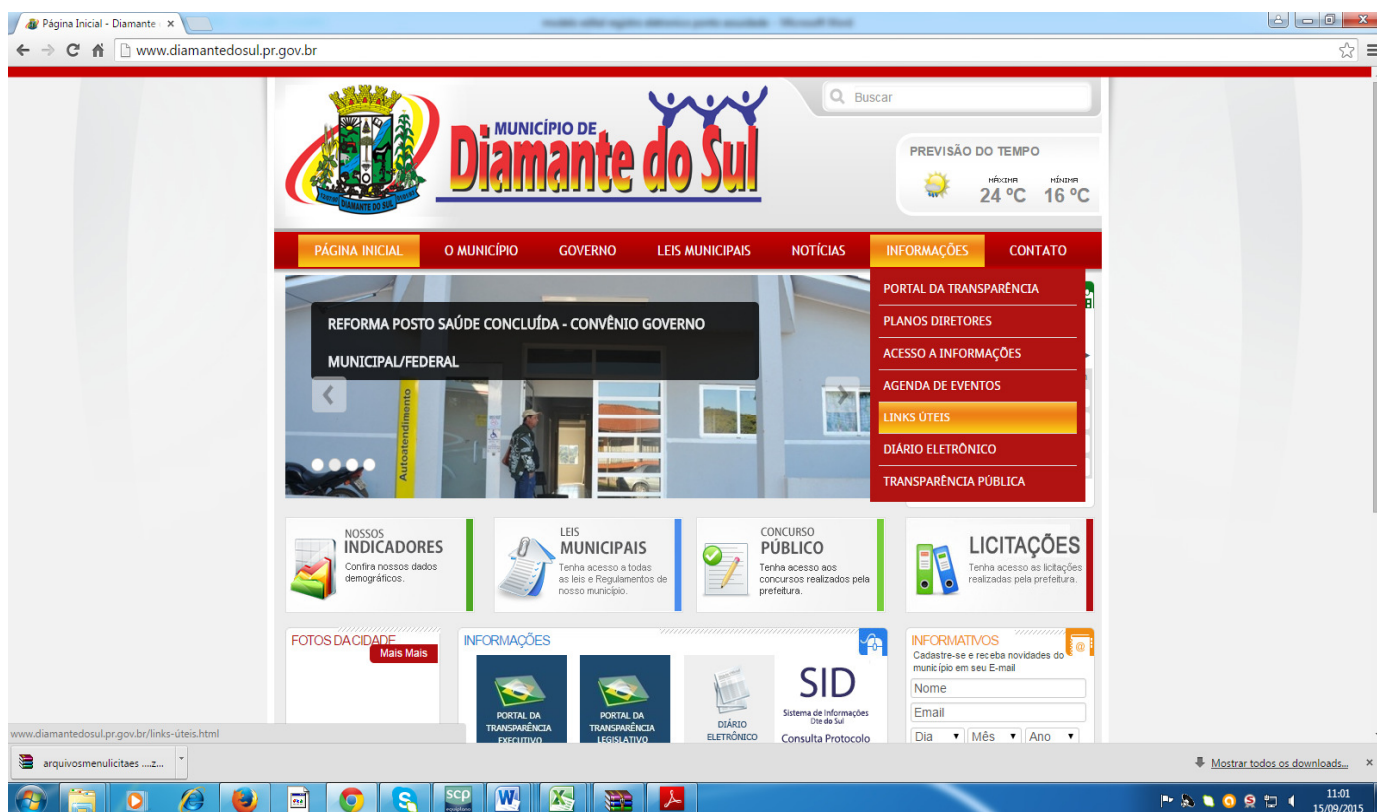 Página Inicial - Diamante
www.diamantedosul.pr.gov.br
Buscar
MUNICÍPIO DE
Diamante do Sul
DIAMANTE DO SUL
PREVISÃO DO TEMPO
MÁXIMA MÍNIMA
24 ºC 16 ºC
PÁGINA INICIAL O MUNICÍPIO GOVERNO LEIS MUNICIPAIS NOTÍCIAS INFORMAÇÕES CONTATO
PORTAL DA TRANSPARÊNCIA
PLANOS DIRETORES
ACESSO A INFORMAÇÕES
AGENDA DE EVENTOS
LINKS ÚTEIS
DIÁRIO ELETRÔNICO
TRANSPARÊNCIA PÚBLICA
REFORMA POSTO SAÚDE CONCLUÍDA - CONVÊNIO GOVERNO
MUNICIPAL/FEDERAL
Autoatendimento
NOSSOS
INDICADORES
Confira nossos dados
demográficos.
LEIS
MUNICIPAIS
Tenha acesso a todas
as leis e Regulamentos de
nosso município.
CONCURSO
PÚBLICO
Tenha acesso aos
concursos realizados pela
prefeitura.
LICITAÇÕES
Tenha acesso as licitações
realizadas pela prefeitura.
FOTOS DA CIDADE
Mais Mais
INFORMAÇÕES
PORTAL DA
TRANSPARÊNCIA
EXECUTIVO
PORTAL DA
TRANSPARÊNCIA
LEGISLATIVO
DIÁRIO
ELETRÔNICO
SID
Sistema de Informações
Dte do Sul
Consulta Protocolo
INFORMATIVOS
Cadastre-se e receba novidades do
município em seu E-mail
Nome
Email
Dia Mês Ano
www.diamantedosul.pr.gov.br/links-úteis.html
arquivosmenulicitaes ....z...
Mostrar todos os downloads...
scp
11:01
15/09/2015